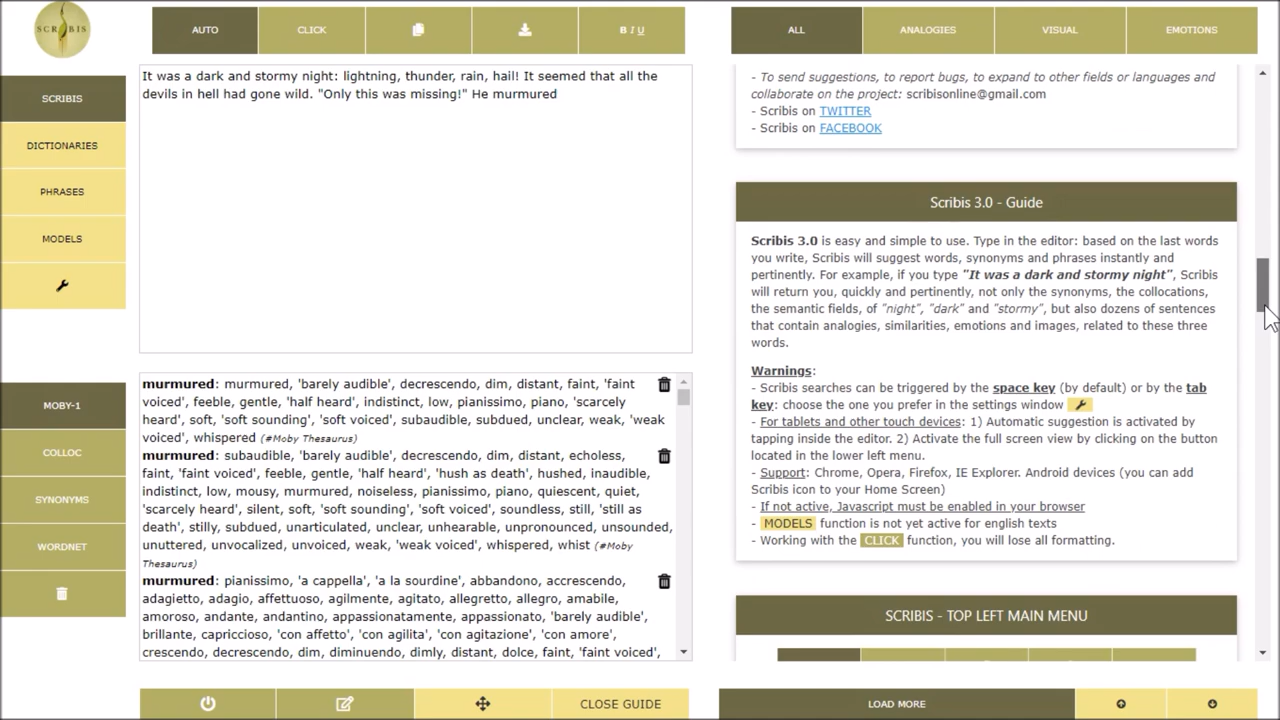 SCRIBIS
AUTO
CLICK
B I U
ALL
ANALOGIES
VISUAL
EMOTIONS
SCRIBIS
DICTIONARIES
PHRASES
MODELS
It was a dark and stormy night: lightning, thunder, rain, hail! It seemed that all the
devils in hell had gone wild. "Only this was missing!" He murmured
MOBY-1
COLLOC
SYNONYMS
WORDNET
murmured: murmured, 'barely audible', decrescendo, dim, distant, faint, 'faint
voiced', feeble, gentle, 'half heard', indistinct, low, pianissimo, piano, 'scarcely
heard', soft, 'soft sounding', 'soft voiced', subaudible, subdued, unclear, weak, 'weak
voiced', whispered (#Moby Thesaurus)
murmured: subaudible, 'barely audible', decrescendo, dim, distant, echoless,
faint, 'faint voiced', feeble, gentle, 'half heard', 'hush as death', hushed, inaudible,
indistinct, low, mousy, murmured, noiseless, pianissimo, piano, quiescent, quiet,
'scarcely heard', silent, soft, 'soft sounding', 'soft voiced', soundless, still, 'still as
death', stilly, subdued, unarticulated, unclear, unhearable, unpronounced, unsounded,
unuttered, unvocalized, unvoiced, weak, 'weak voiced', whispered, whist (#Moby
Thesaurus)
murmured: pianissimo, 'a cappella', 'a la sourdine', abbandono, accrescendo,
adagietto, adagio, affettuoso, agilmente, agitato, allegretto, allegro, amabile,
amoroso, andante, andantino, appassionatamente, appassionato, 'barely audible',
brillante, capriccioso, 'con affetto', 'con agilita', 'con agitazione', 'con amore',
crescendo, decrescendo, dim, diminuendo, dimly, distant, dolce, faint, 'faint voiced',
CLOSE GUIDE
- To send suggestions, to report bugs, to expand to other fields or languages and
collaborate on the project: scribisonline@gmail.com
- Scribis on TWITTER
- Scribis on FACEBOOK
Scribis 3.0 - Guide
Scribis 3.0 is easy and simple to use. Type in the editor: based on the last words
you write, Scribis will suggest words, synonyms and phrases instantly and
pertinently. For example, if you type "It was a dark and stormy night", Scribis
will return you, quickly and pertinently, not only the synonyms, the collocations,
the semantic fields, of "night", "dark" and "stormy", but also dozens of sentences
that contain analogies, similarities, emotions and images, related to these three
words.
Warnings:
- Scribis searches can be triggered by the space key (by default) or by the tab
key: choose the one you prefer in the settings window
- For tablets and other touch devices: 1) Automatic suggestion is activated by
tapping inside the editor. 2) Activate the full screen view by clicking on the button
located in the lower left menu.
- Support: Chrome, Opera, Firefox, IE Explorer. Android devices (you can add
Scribis icon to your Home Screen)
- If not active, Javascript must be enabled in your browser
- MODELS function is not yet active for english texts
- Working with the CLICK function, you will lose all formatting.
SCRIBIS - TOP LEFT MAIN MENU
LOAD MORE